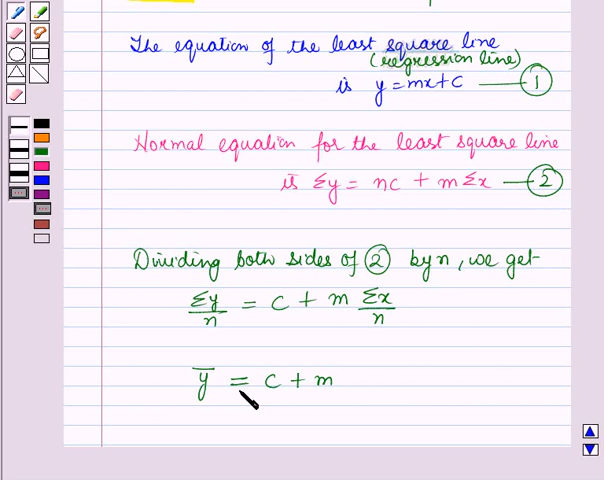 The equation of the least square line
(regression line)
is y = mx + c —— ①
Normal equation for the least square line
is Σy = nc + m Σx —— ②
Dividing both sides of ② by n, we get
Σy/n = c + m Σx/n
ȳ = c + m